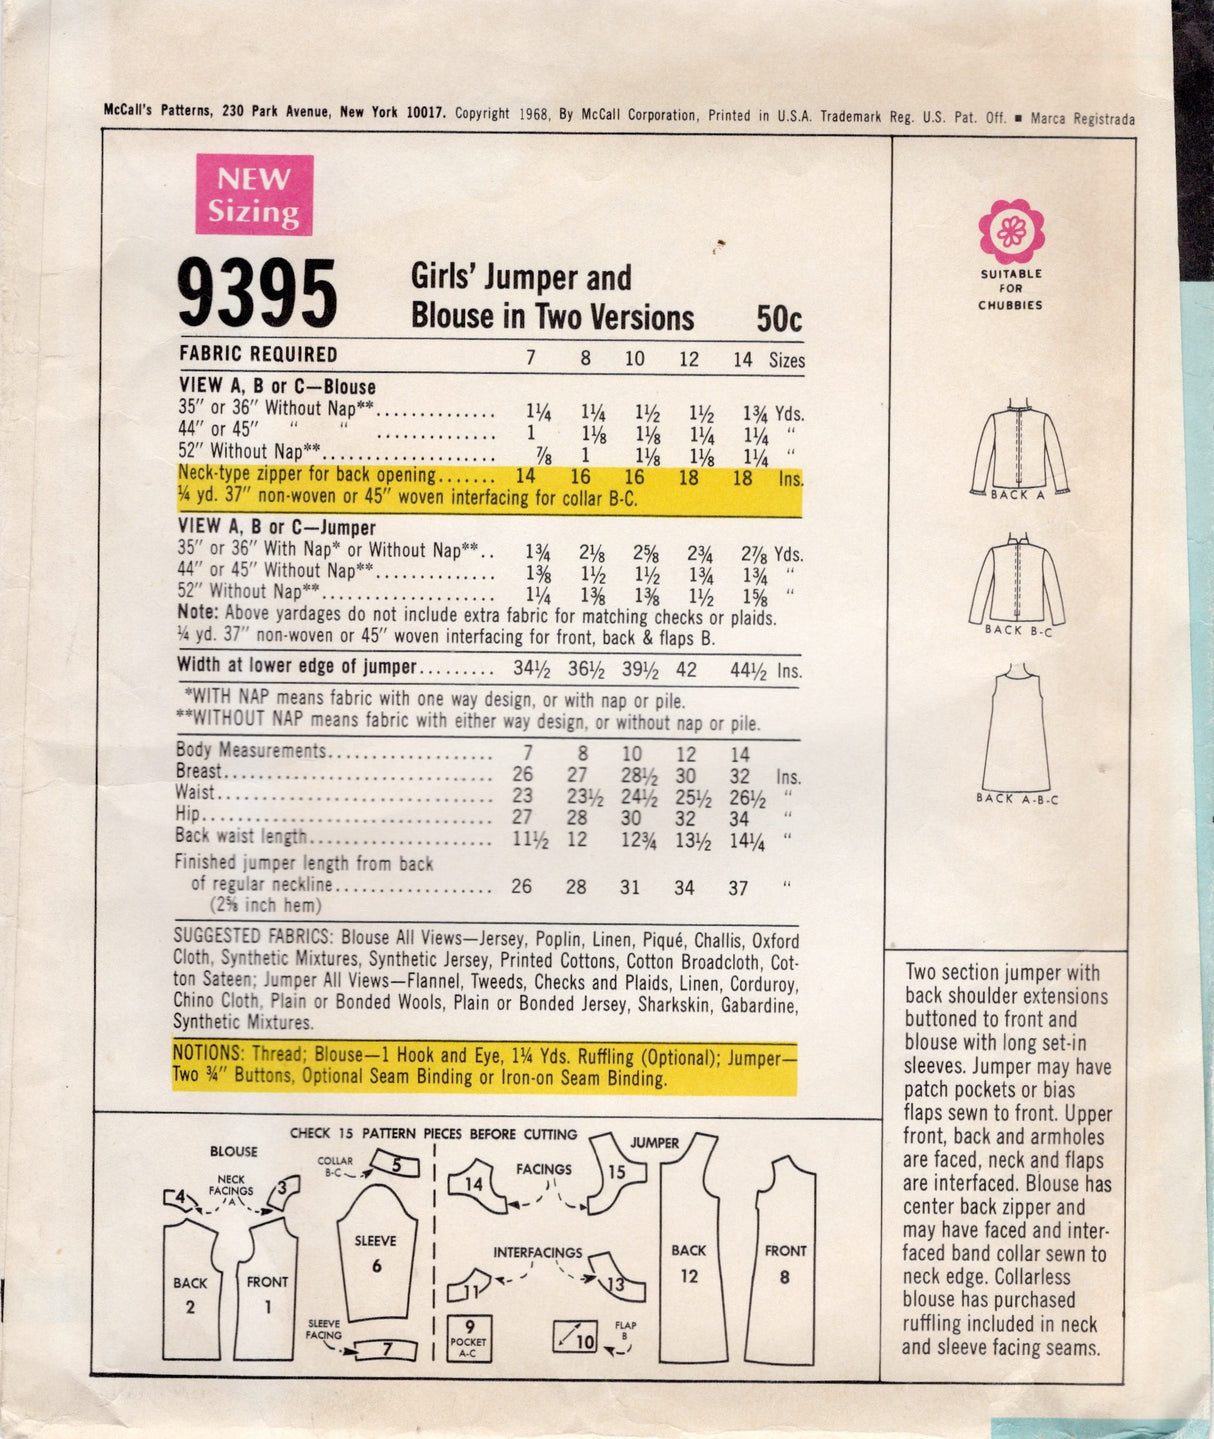 McCall's Patterns, 230 Park Avenue, New York 10017. Copyright 1968, By McCall Corporation, Printed in U.S.A. Trademark Reg. U.S. Pat. Off. ■ Marca Registrada
NEW
Sizing
9395
Girls' Jumper and
Blouse in Two Versions 50c
FABRIC REQUIRED 7 8 10 12 14 Sizes
VIEW A, B or C—Blouse
35" or 36" Without Nap**.............. 1¼ 1¼ 1½ 1½ 1¾ Yds.
44" or 45" " " .............. 1 1⅛ 1⅛ 1¼ 1¼ "
52" Without Nap**.................... ⅞ 1 1⅛ 1⅛ 1¼ "
Neck-type zipper for back opening....... 14 16 16 18 18 Ins.
¼ yd. 37" non-woven or 45" woven interfacing for collar B-C.
VIEW A, B or C—Jumper
35" or 36" With Nap* or Without Nap**.. 1¾ 2⅛ 2⅝ 2¾ 2⅞ Yds.
44" or 45" Without Nap**.............. 1⅜ 1½ 1½ 1¾ 1¾ "
52" Without Nap**.................... 1¼ 1⅜ 1⅜ 1½ 1⅝ "
Note: Above yardages do not include extra fabric for matching checks or plaids.
¼ yd. 37" non-woven or 45" woven interfacing for front, back & flaps B.
Width at lower edge of jumper......... 34½ 36½ 39½ 42 44½ Ins.
*WITH NAP means fabric with one way design, or with nap or pile.
**WITHOUT NAP means fabric with either way design, or without nap or pile.
Body Measurements................... 7 8 10 12 14
Breast............................... 26 27 28½ 30 32 Ins.
Waist................................ 23 23½ 24½ 25½ 26½ "
Hip.................................. 27 28 30 32 34 "
Back waist length..................... 11½ 12 12¾ 13½ 14¼ "
Finished jumper length from back
of regular neckline.................. 26 28 31 34 37 "
(2⅝ inch hem)
SUGGESTED FABRICS: Blouse All Views—Jersey, Poplin, Linen, Piqué, Challis, Oxford
Cloth, Synthetic Mixtures, Synthetic Jersey, Printed Cottons, Cotton Broadcloth, Cot-
ton Sateen; Jumper All Views—Flannel, Tweeds, Checks and Plaids, Linen, Corduroy,
Chino Cloth, Plain or Bonded Wools, Plain or Bonded Jersey, Sharkskin, Gabardine,
Synthetic Mixtures.
NOTIONS: Thread; Blouse—1 Hook and Eye, 1¼ Yds. Ruffling (Optional); Jumper—
Two ¾" Buttons, Optional Seam Binding or Iron-on Seam Binding.
SUITABLE
FOR
CHUBBIES
BACK A
BACK B-C
BACK A-B-C
Two section jumper with
back shoulder extensions
buttoned to front and
blouse with long set-in
sleeves. Jumper may have
patch pockets or bias
flaps sewn to front. Upper
front, back and armholes
are faced, neck and flaps
are interfaced. Blouse has
center back zipper and
may have faced and inter-
faced band collar sewn to
neck edge. Collarless
blouse has purchased
ruffling included in neck
and sleeve facing seams.
CHECK 15 PATTERN PIECES BEFORE CUTTING
BLOUSE
NECK
FACINGS
A
4
3
BACK
2
FRONT
1
COLLAR
B-C
5
SLEEVE
6
SLEEVE
FACING
7
JUMPER
FACINGS
14
15
INTERFACINGS
11
13
9
POCKET
A-C
10
FLAP
B
BACK
12
FRONT
8